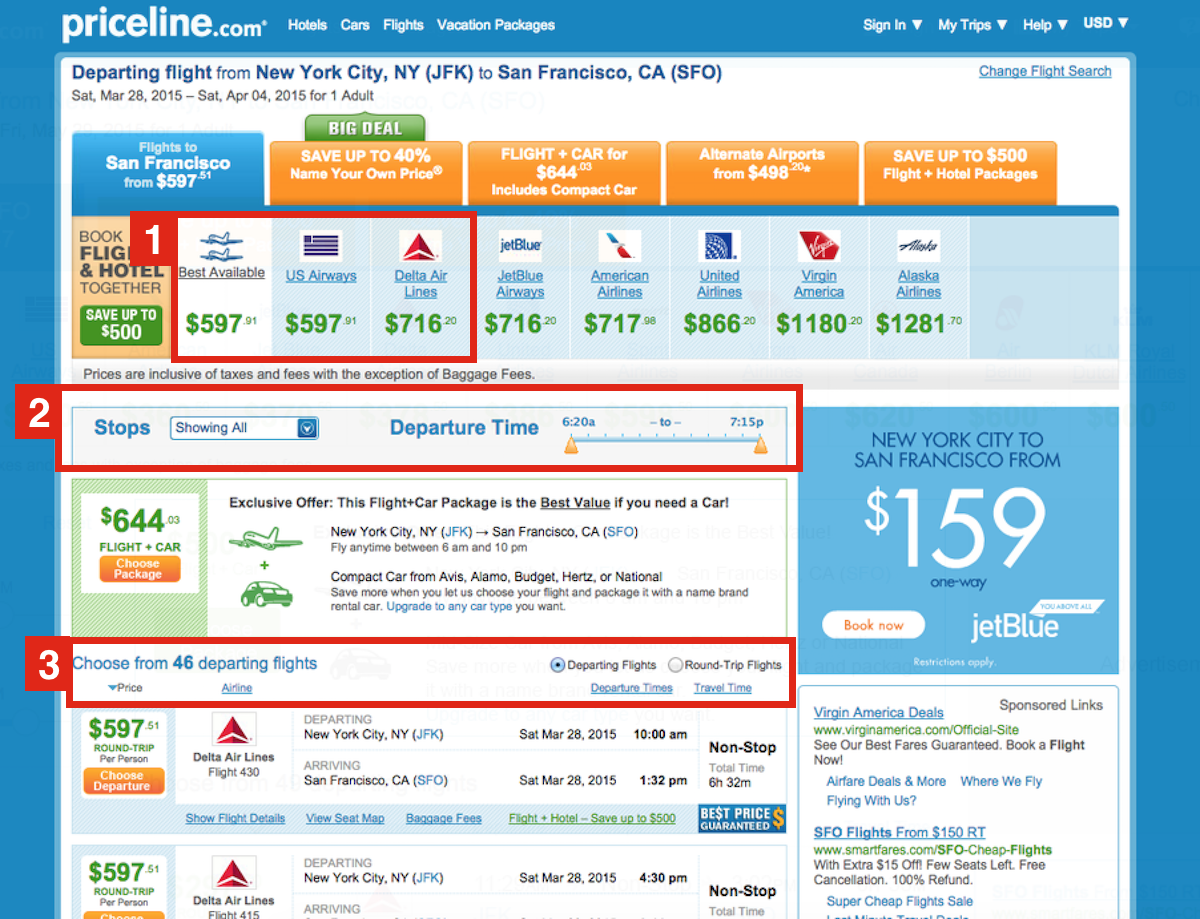 priceline.com®
Hotels Cars Flights Vacation Packages
Sign In ▼ My Trips ▼ Help ▼ USD ▼
Departing flight from New York City, NY (JFK) to San Francisco, CA (SFO)
Change Flight Search
Sat, Mar 28, 2015 – Sat, Apr 04, 2015 for 1 Adult
BIG DEAL
Flights to
San Francisco
from $597.51
SAVE UP TO 40%
Name Your Own Price®
FLIGHT + CAR for
$644.03
Includes Compact Car
Alternate Airports
from $498.20*
SAVE UP TO $500
Flight + Hotel Packages
BOOK
& HOTEL
TOGETHER
SAVE UP TO
$500
1
Best Available
$597.91
US Airways
$597.91
Delta Air
Lines
$716.20
jetBlue
JetBlue
Airways
$716.20
American
Airlines
$717.98
United
Airlines
$866.20
Virgin
America
$1180.20
Alaska
Alaska
Airlines
$1281.70
Prices are inclusive of taxes and fees with the exception of Baggage Fees.
2
Stops
Showing All
Departure Time
6:20a – to – 7:15p
$644.03
FLIGHT + CAR
Choose
Package
Exclusive Offer: This Flight+Car Package is the Best Value if you need a Car!
New York City, NY (JFK) → San Francisco, CA (SFO)
Fly anytime between 6 am and 10 pm
+
Compact Car from Avis, Alamo, Budget, Hertz, or National
Save more when you let us choose your flight and package it with a name brand
rental car. Upgrade to any car type you want.
NEW YORK CITY TO
SAN FRANCISCO FROM
$159
one-way
Book now
YOU ABOVE ALL
jetBlue
Restrictions apply.
3
Choose from 46 departing flights
Departing Flights Round-Trip Flights
Price Airline Departure Times Travel Time
$597.51
ROUND-TRIP
Per Person
Choose
Departure
Delta Air Lines
Flight 430
DEPARTING
New York City, NY (JFK) Sat Mar 28, 2015 10:00 am
ARRIVING
San Francisco, CA (SFO) Sat Mar 28, 2015 1:32 pm
Non-Stop
Total Time
6h 32m
Show Flight Details View Seat Map Baggage Fees Flight + Hotel – Save up to $500
BE$T PRICE $
GUARANTEED
$597.51
ROUND-TRIP
Per Person
Choose
Delta Air Lines
Flight 415
DEPARTING
New York City, NY (JFK) Sat Mar 28, 2015 4:30 pm
ARRIVING
Non-Stop
Total Time
Sponsored Links
Virgin America Deals
www.virginamerica.com/Official-Site
See Our Best Fares Guaranteed. Book a Flight
Now!
Airfare Deals & More Where We Fly
Flying With Us?
SFO Flights From $150 RT
www.smartfares.com/SFO-Cheap-Flights
With Extra $15 Off! Few Seats Left. Free
Cancellation. 100% Refund.
Super Cheap Flights Sale
Last Minute Travel Deals